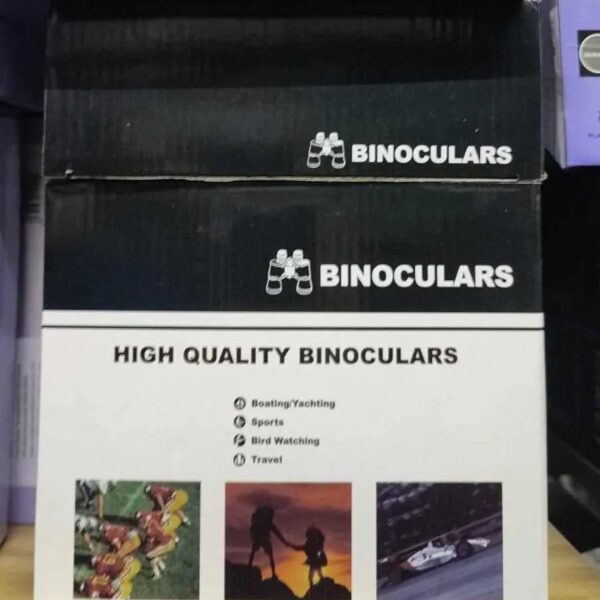 BINOCULARS
BINOCULARS
HIGH QUALITY BINOCULARS
Boating/Yachting
Sports
Bird Watching
Travel